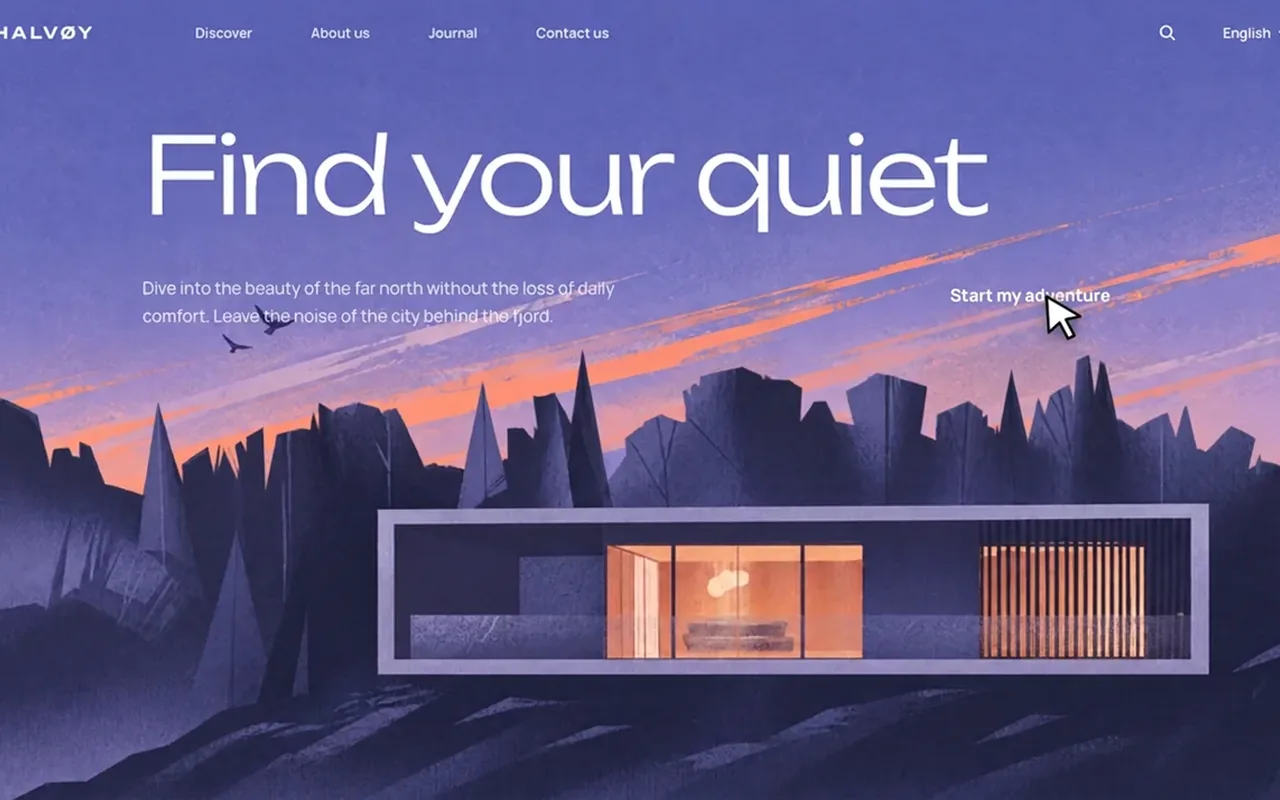 HALVØY
Discover
About us
Journal
Contact us
English
Find your quiet
Dive into the beauty of the far north without the loss of daily
comfort. Leave the noise of the city behind the fjord.
Start my adventure